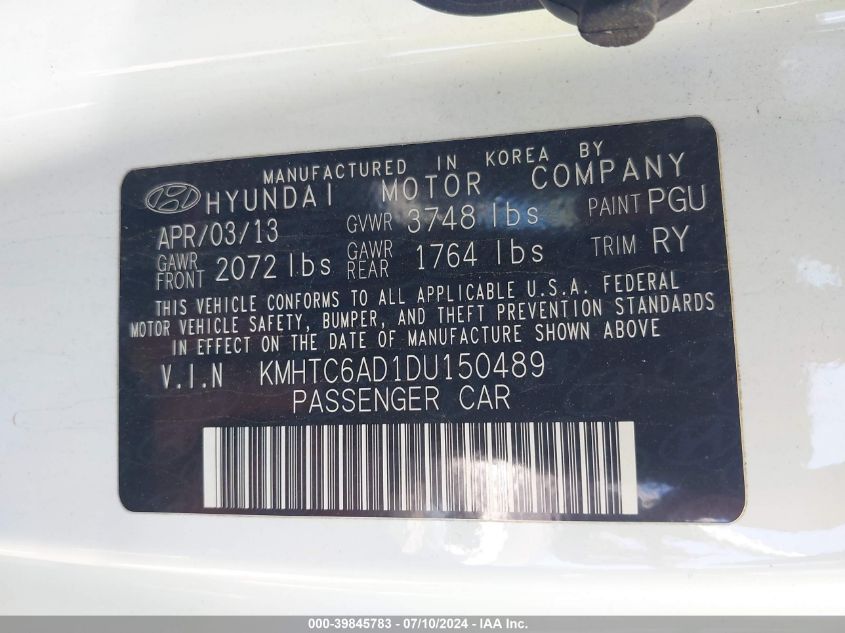 MANUFACTURED IN KOREA BY
HYUNDAI MOTOR COMPANY
APR/03/13 GVWR 3748 lbs PAINT PGU
GAWR FRONT 2072 lbs GAWR REAR 1764 lbs TRIM RY
THIS VEHICLE CONFORMS TO ALL APPLICABLE U.S.A. FEDERAL
MOTOR VEHICLE SAFETY, BUMPER, AND THEFT PREVENTION STANDARDS
IN EFFECT ON THE DATE OF MANUFACTURE SHOWN ABOVE
V.I.N KMHTC6AD1DU150489
PASSENGER CAR
000-39845783 - 07/10/2024 - IAA Inc.